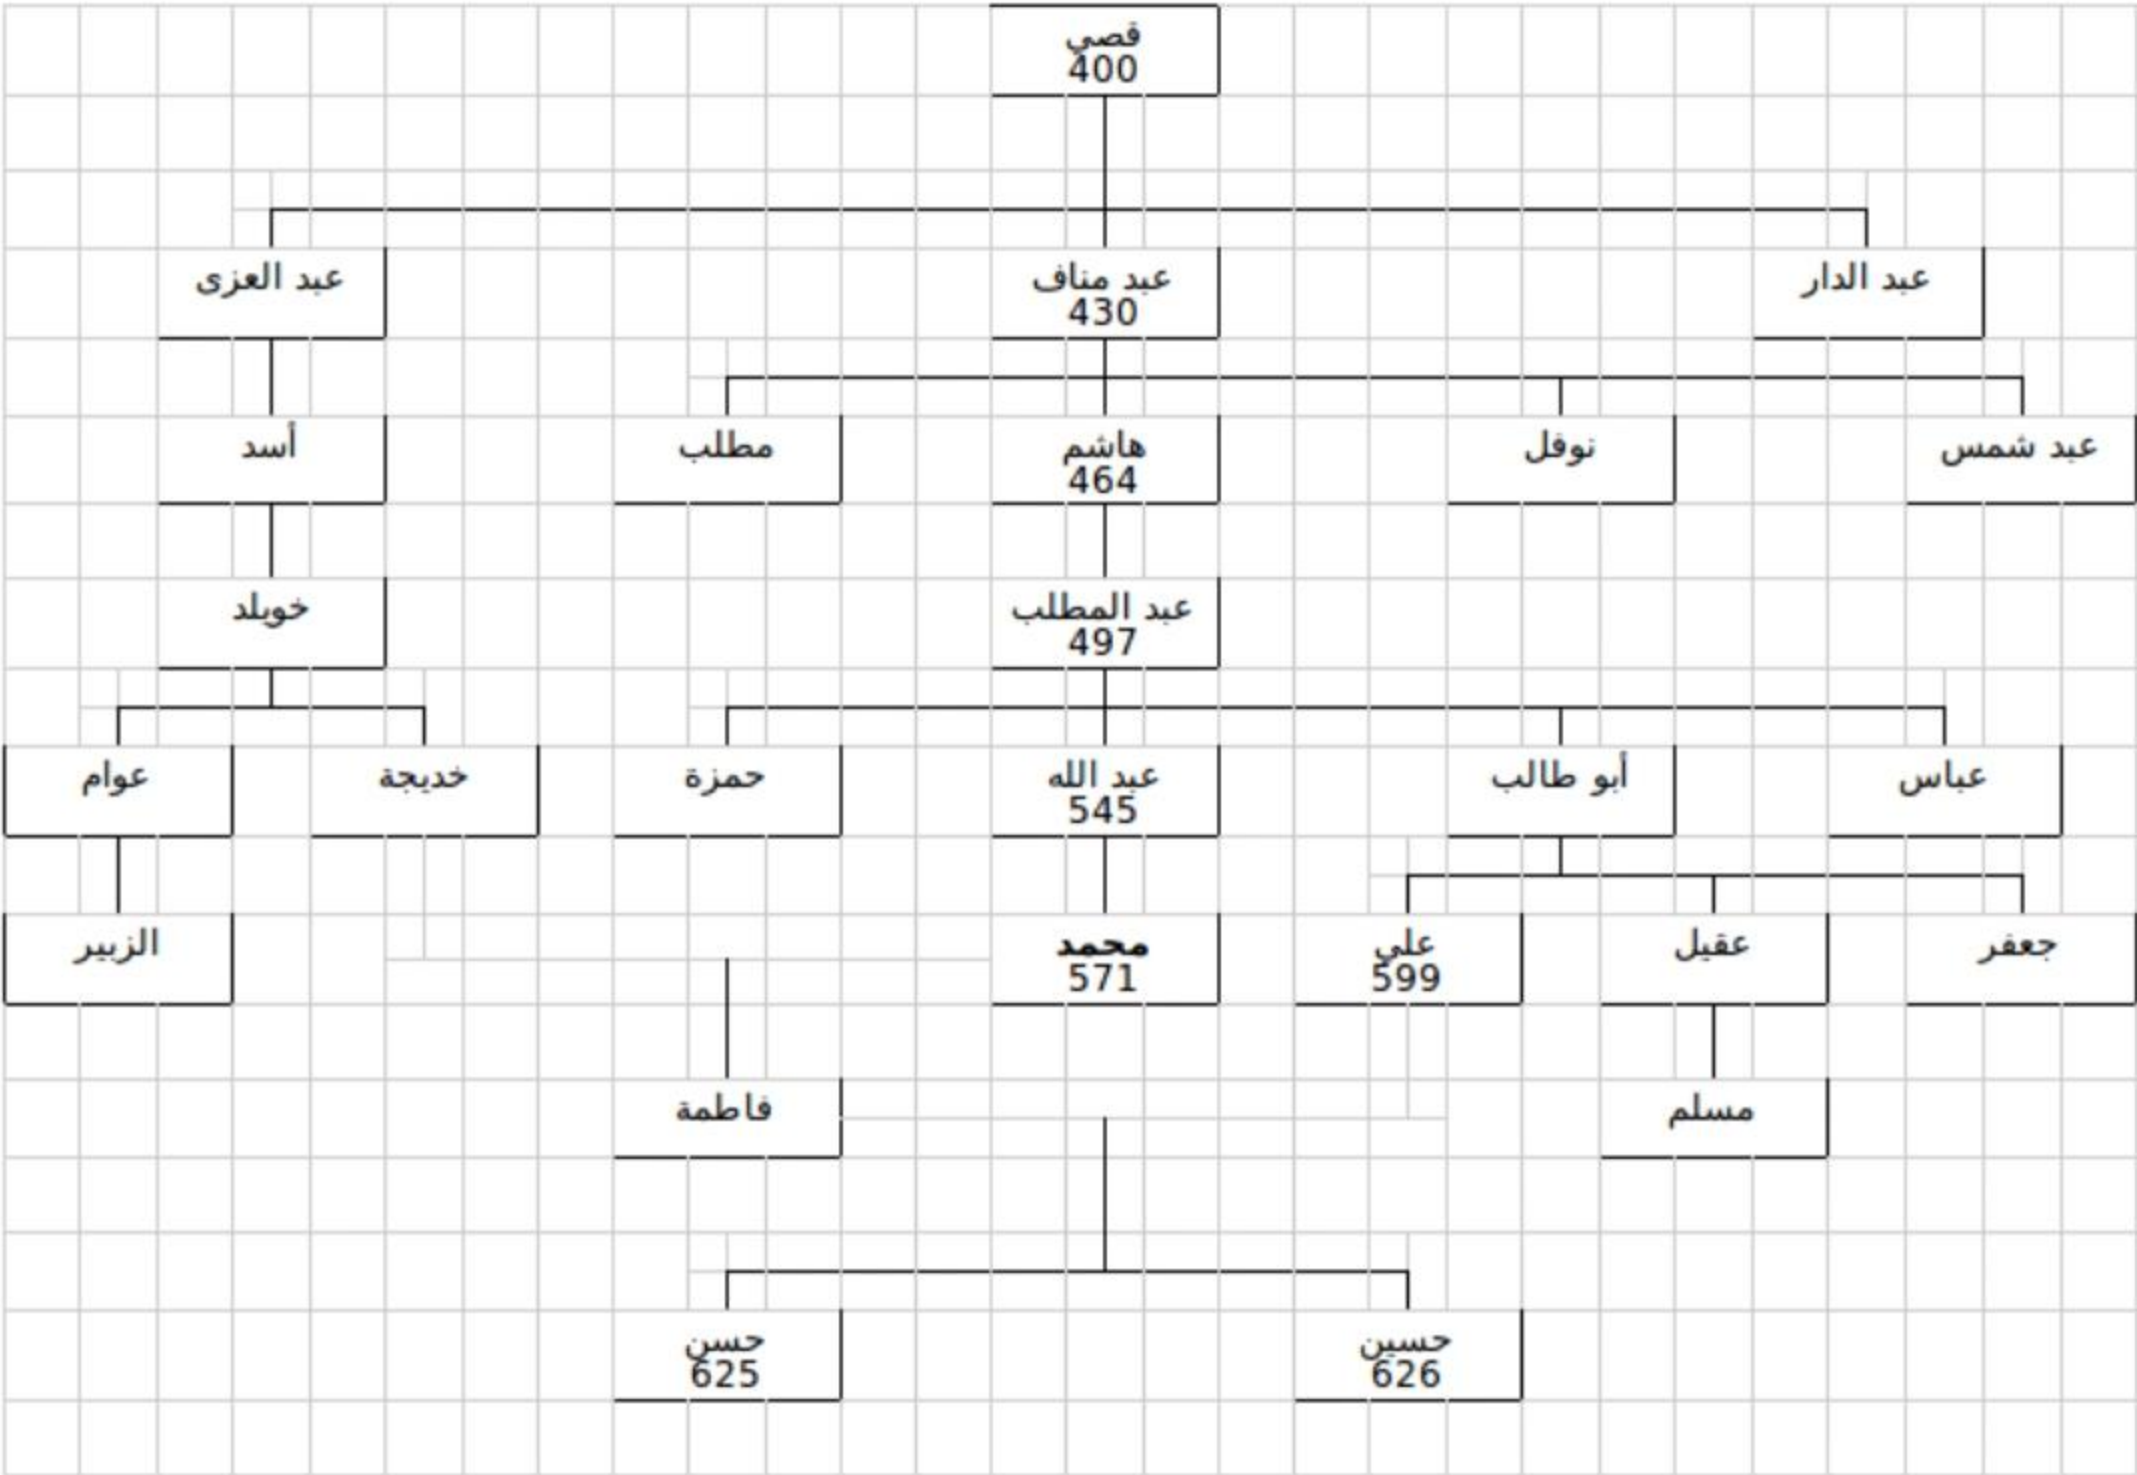 قصي
400
عبد الدار
عبد مناف
430
عبد العزى
عبد شمس
نوفل
هاشم
464
مطلب
أسد
عبد المطلب
497
خويلد
عباس
أبو طالب
عبد الله
545
حمزة
خديجة
عوام
جعفر
عقيل
علي
599
محمد
571
الزبير
مسلم
فاطمة
حسين
626
حسن
625